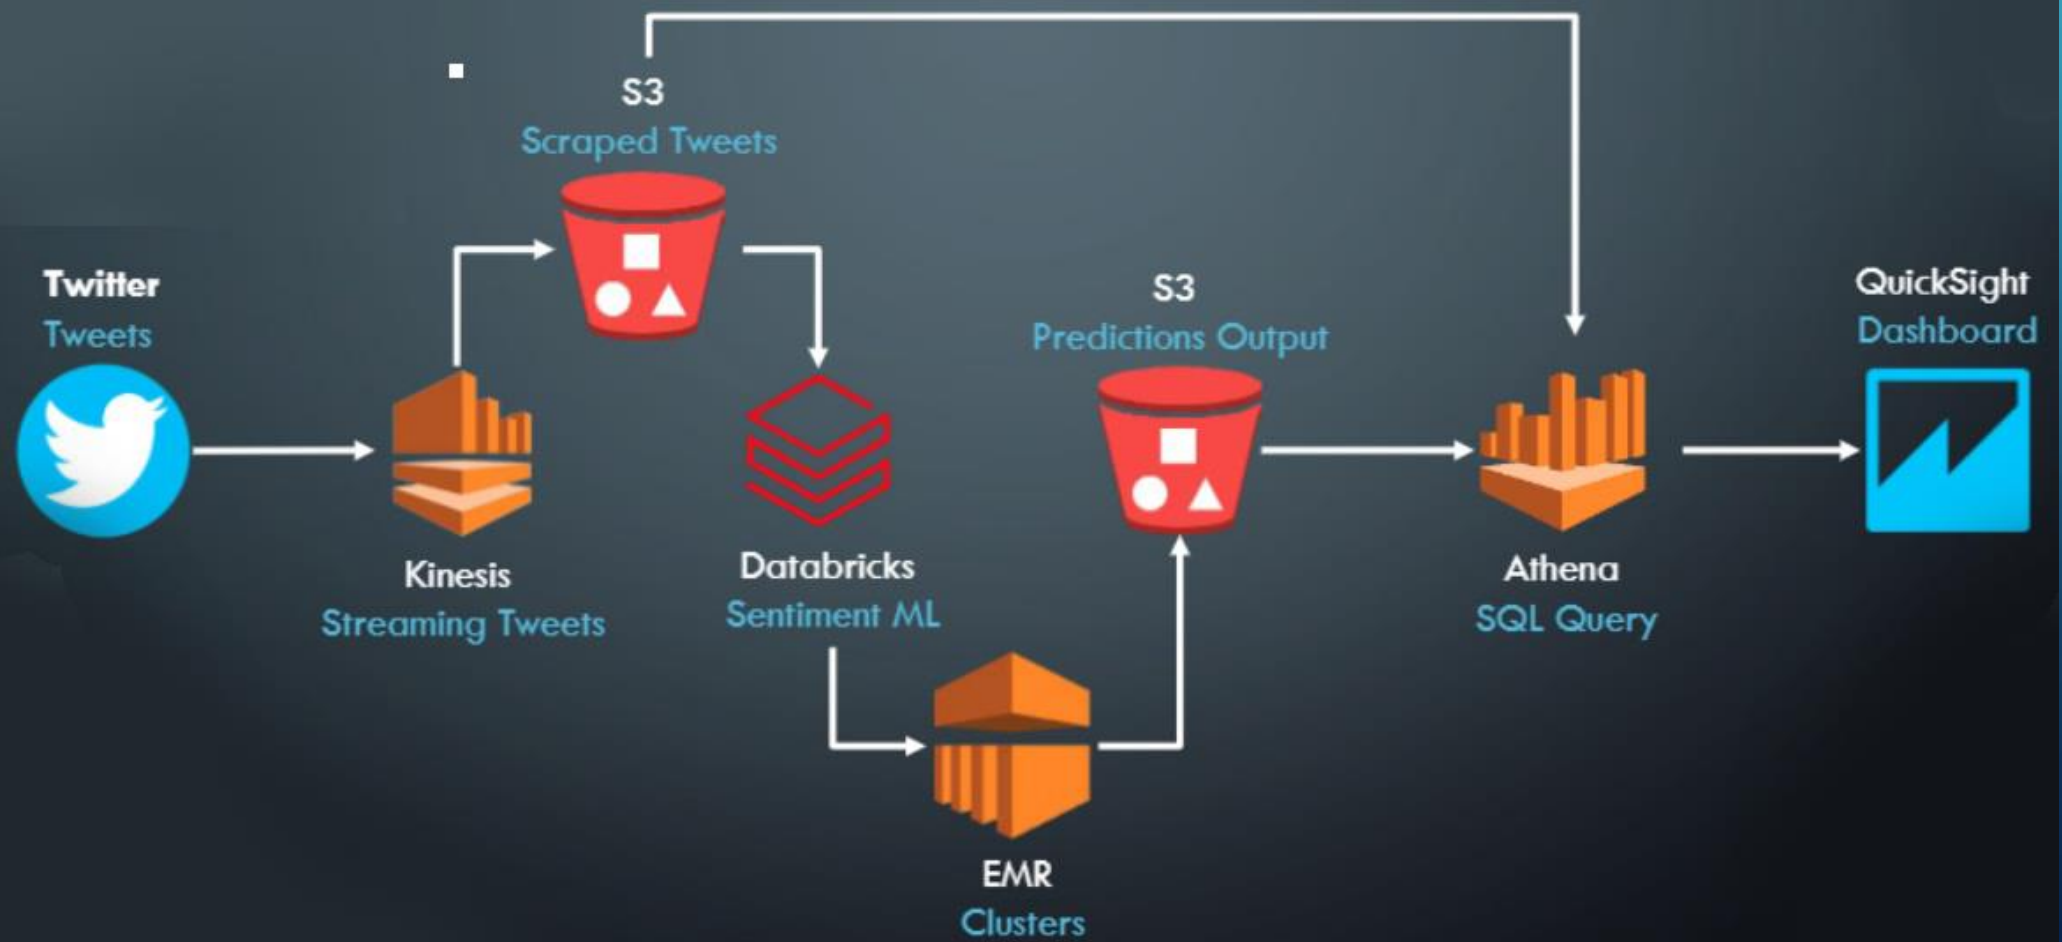 S3
Scraped Tweets
Twitter
Tweets
Kinesis
Streaming Tweets
Databricks
Sentiment ML
EMR
Clusters
S3
Predictions Output
Athena
SQL Query
QuickSight
Dashboard